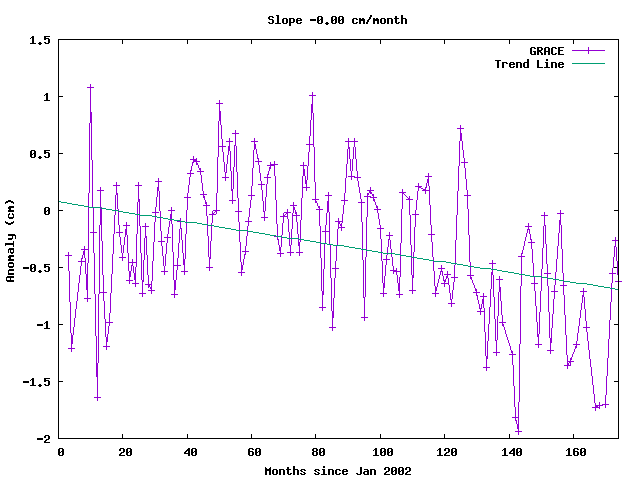 Slope -0.00 cm/month
GRACE
Trend Line
1.5
1
0.5
0
-0.5
-1
-1.5
-2
Anomaly (cm)
0 20 40 60 80 100 120 140 160
Months since Jan 2002